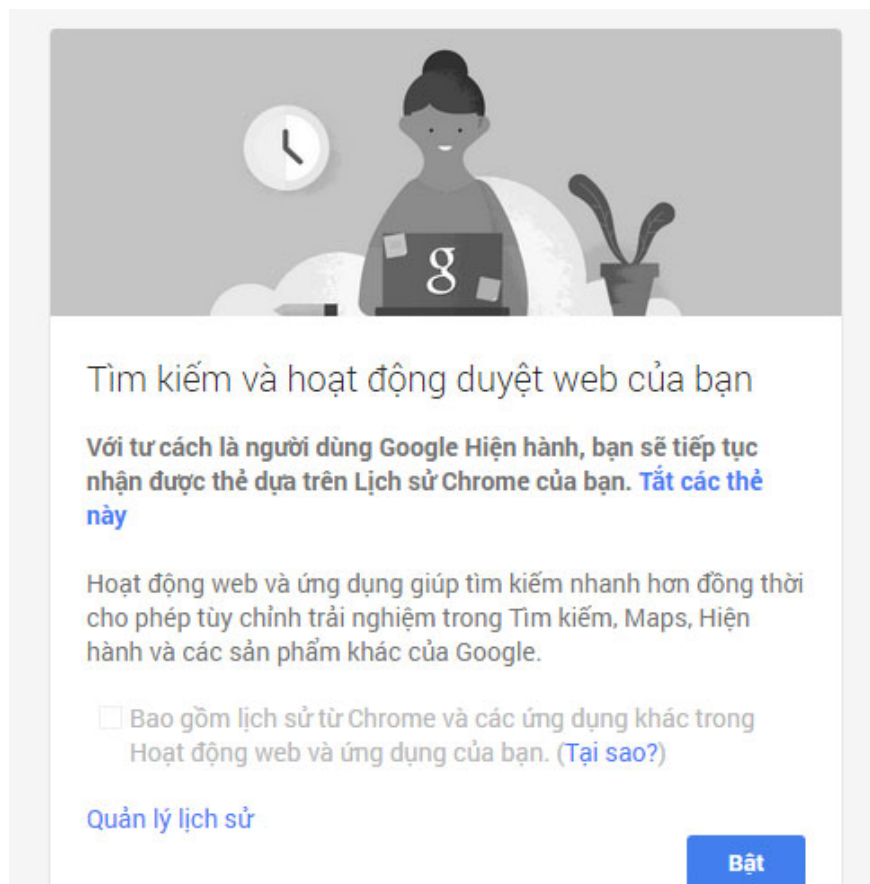 g
Tìm kiếm và hoạt động duyệt web của bạn
Với tư cách là người dùng Google Hiện hành, bạn sẽ tiếp tục
nhận được thẻ dựa trên Lịch sử Chrome của bạn. Tắt các thẻ
này
Hoạt động web và ứng dụng giúp tìm kiếm nhanh hơn đồng thời
cho phép tùy chỉnh trải nghiệm trong Tìm kiếm, Maps, Hiện
hành và các sản phẩm khác của Google.
Bao gồm lịch sử từ Chrome và các ứng dụng khác trong
Hoạt động web và ứng dụng của bạn. (Tại sao?)
Quản lý lịch sử
Bật